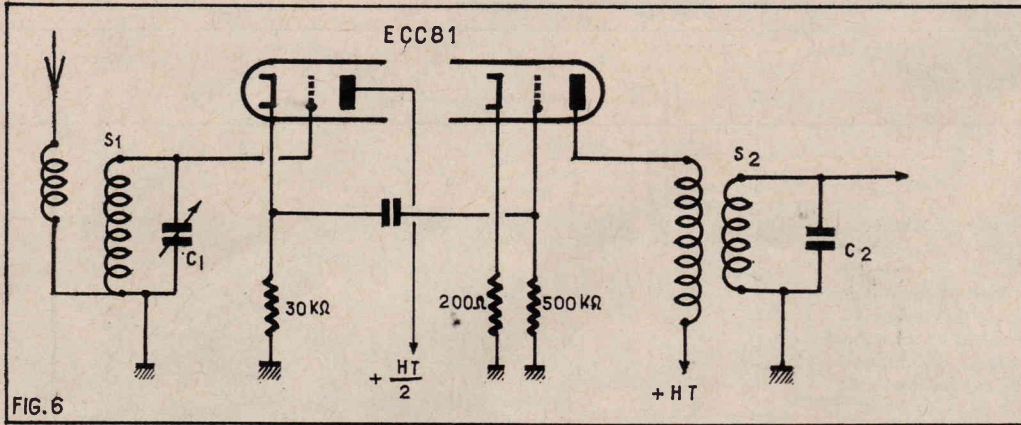 ECC81
S1
C1
30KΩ
+ HT/2
200Ω
500KΩ
S2
C2
+HT
FIG.6